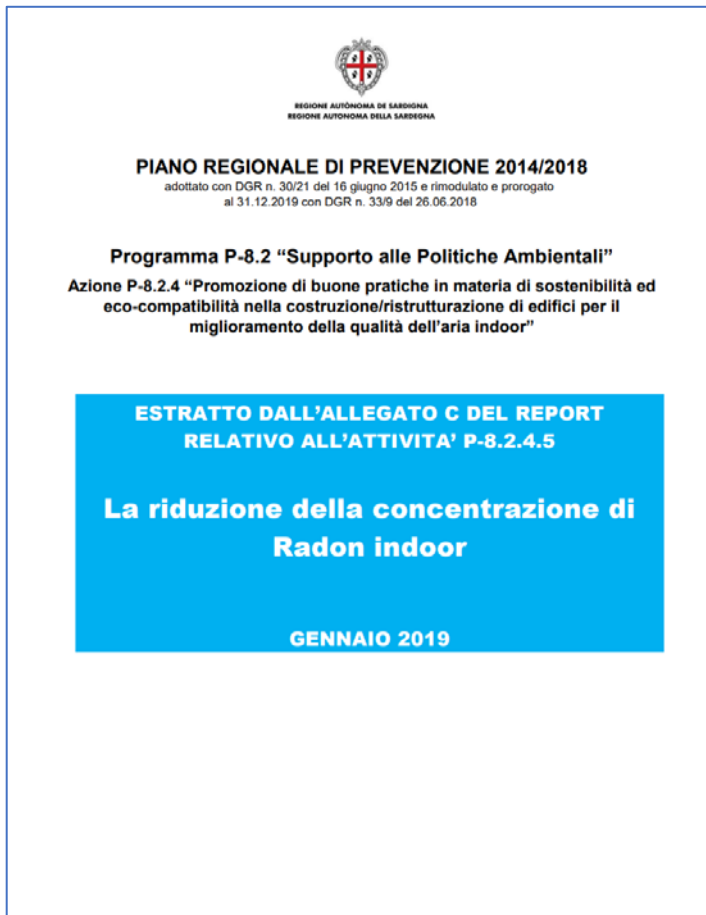 REGIONE AUTÒNOMA DE SARDIGNA
REGIONE AUTONOMA DELLA SARDEGNA
PIANO REGIONALE DI PREVENZIONE 2014/2018
adottato con DGR n. 30/21 del 16 giugno 2015 e rimodulato e prorogato
al 31.12.2019 con DGR n. 33/9 del 26.06.2018
Programma P-8.2 “Supporto alle Politiche Ambientali”
Azione P-8.2.4 “Promozione di buone pratiche in materia di sostenibilità ed
eco-compatibilità nella costruzione/ristrutturazione di edifici per il
miglioramento della qualità dell’aria indoor”
ESTRATTO DALL’ALLEGATO C DEL REPORT
RELATIVO ALL’ATTIVITA’ P-8.2.4.5
La riduzione della concentrazione di
Radon indoor
GENNAIO 2019